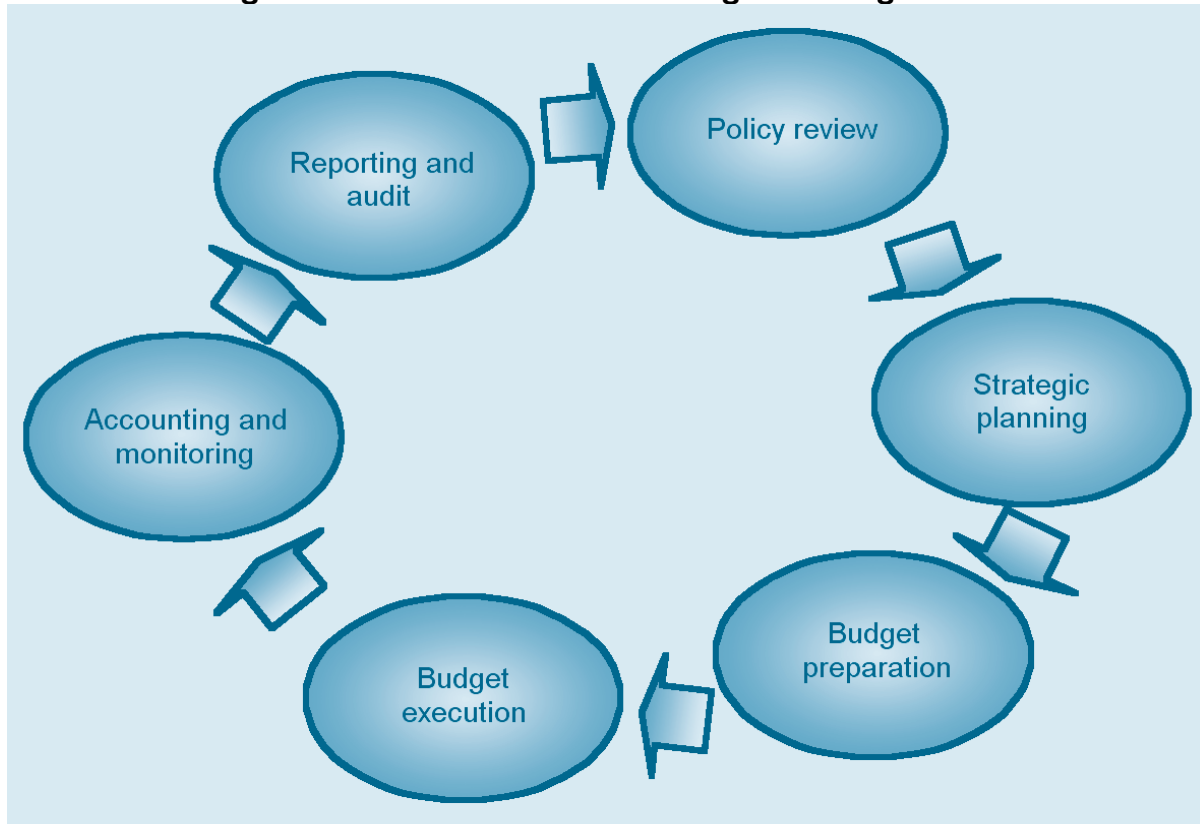 Policy review
Reporting and
audit
Strategic
planning
Accounting and
monitoring
Budget
preparation
Budget
execution